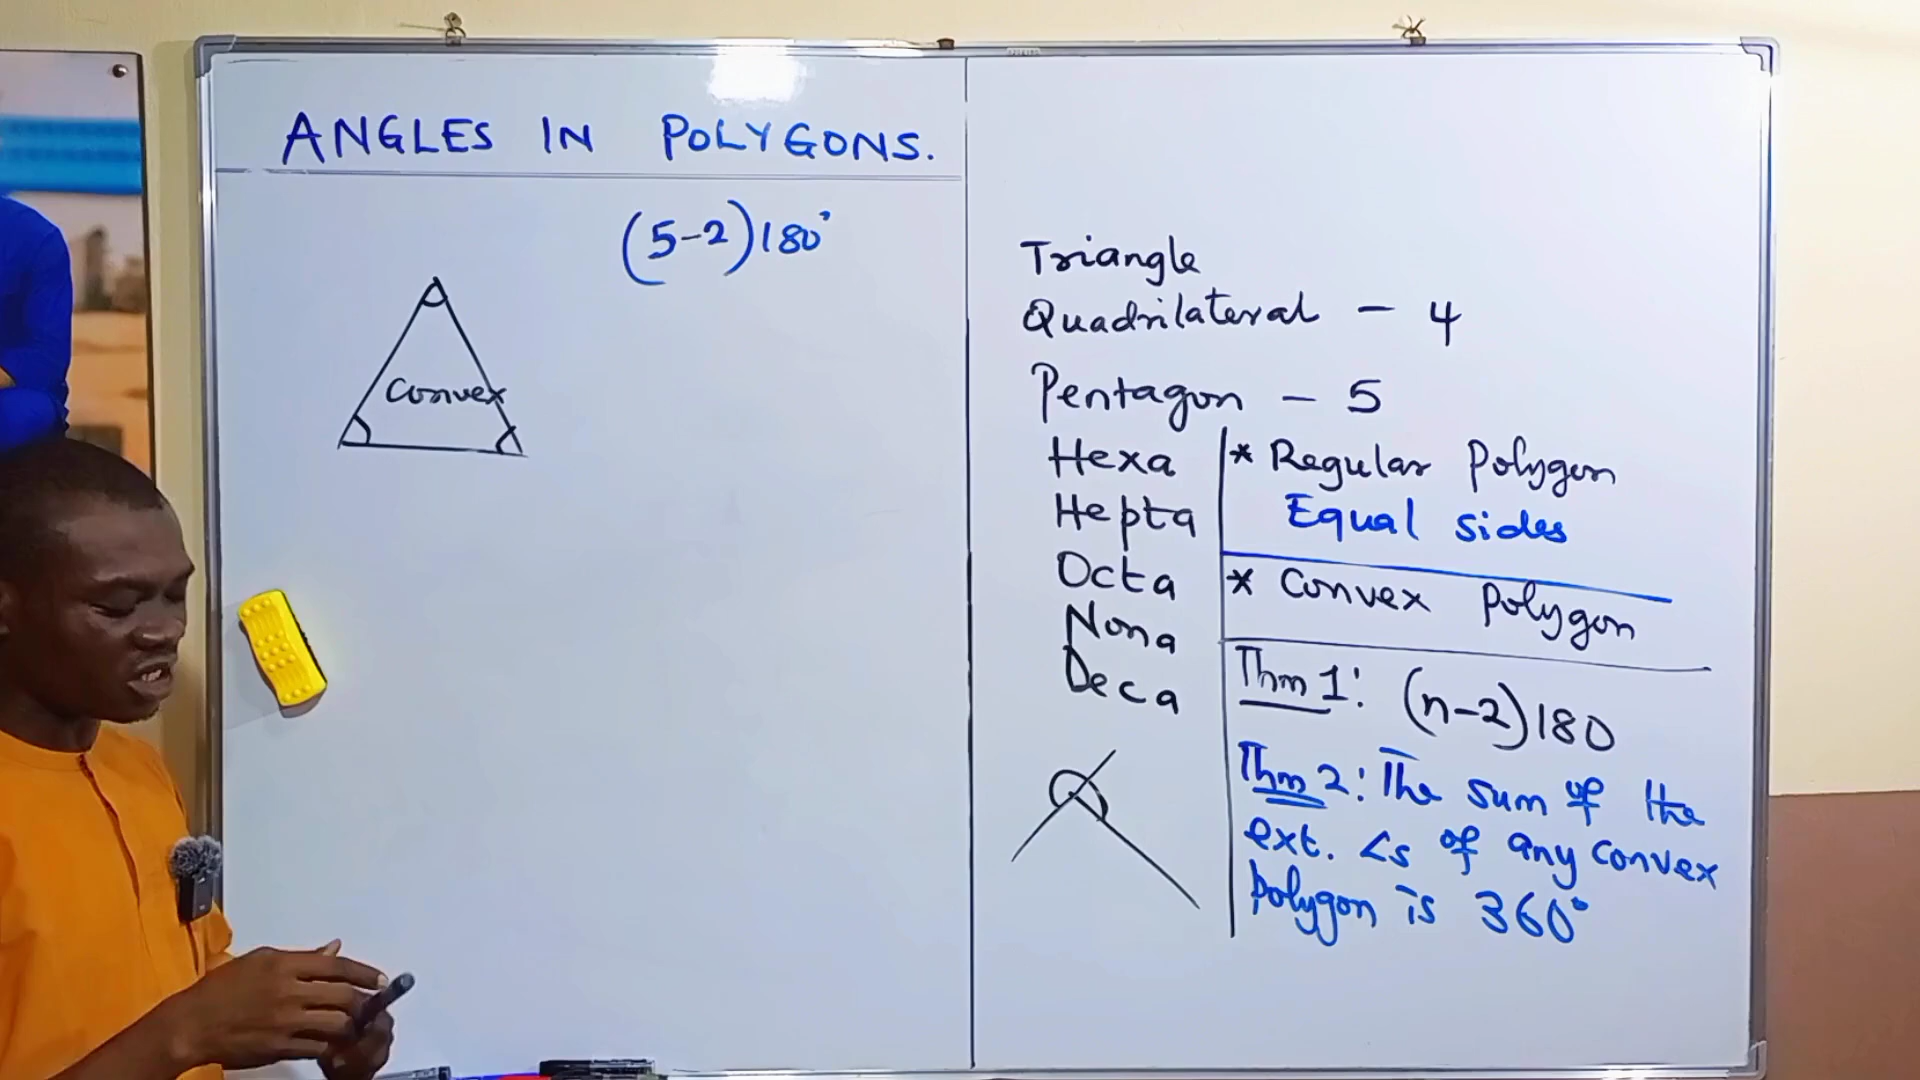 ANGLES IN POLYGONS.
(5-2)180°
Convex
Triangle
Quadrilateral - 4
Pentagon - 5
Hexa
Hepta
Octa
Nona
Deca
* Regular Polygon
Equal sides
* Convex Polygon
Thm 1: (n-2)180
Thm 2: The sum of the
ext. ∠s of any convex
polygon is 360°